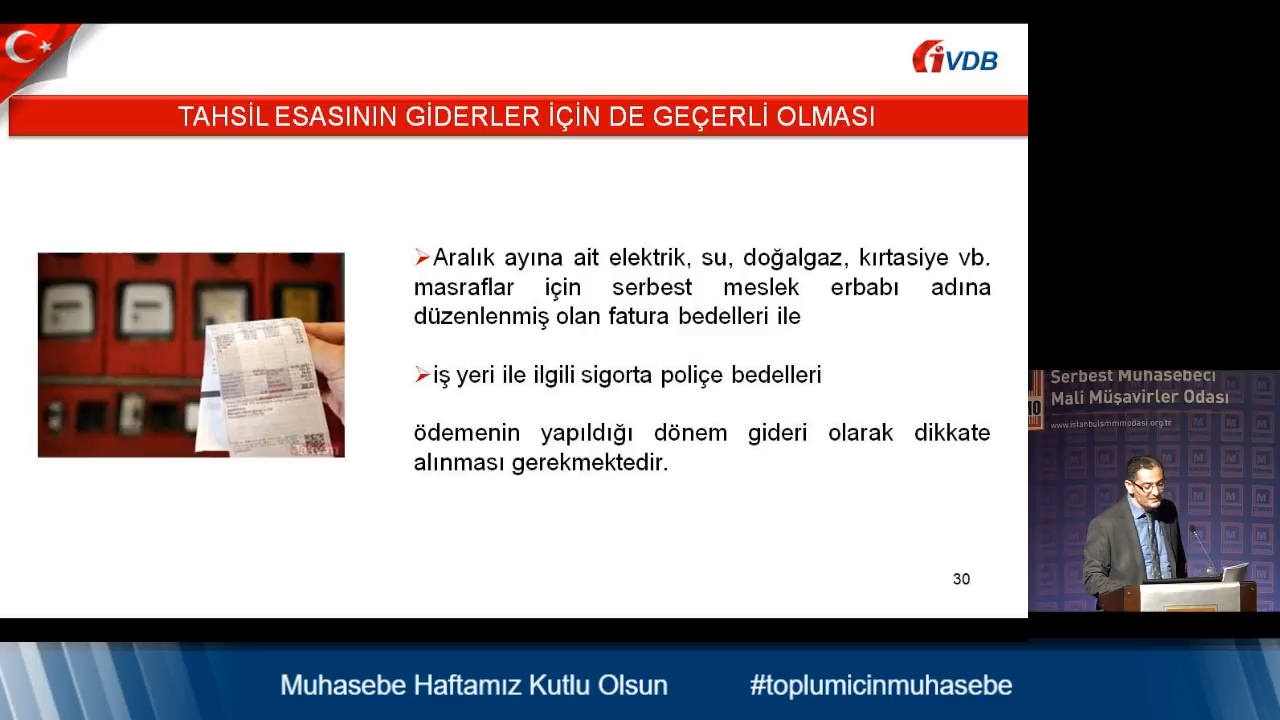 iVDB
TAHSİL ESASININ GİDERLER İÇİN DE GEÇERLİ OLMASI
➢Aralık ayına ait elektrik, su, doğalgaz, kırtasiye vb.
masraflar için serbest meslek erbabı adına
düzenlenmiş olan fatura bedelleri ile
➢iş yeri ile ilgili sigorta poliçe bedelleri
ödemenin yapıldığı dönem gideri olarak dikkate
alınması gerekmektedir.
30
Serbest Muhasebeci
Mali Müşavirler Odası
www.istanbulsmmmodasi.org.tr
Muhasebe Haftamız Kutlu Olsun
#toplumicinmuhasebe